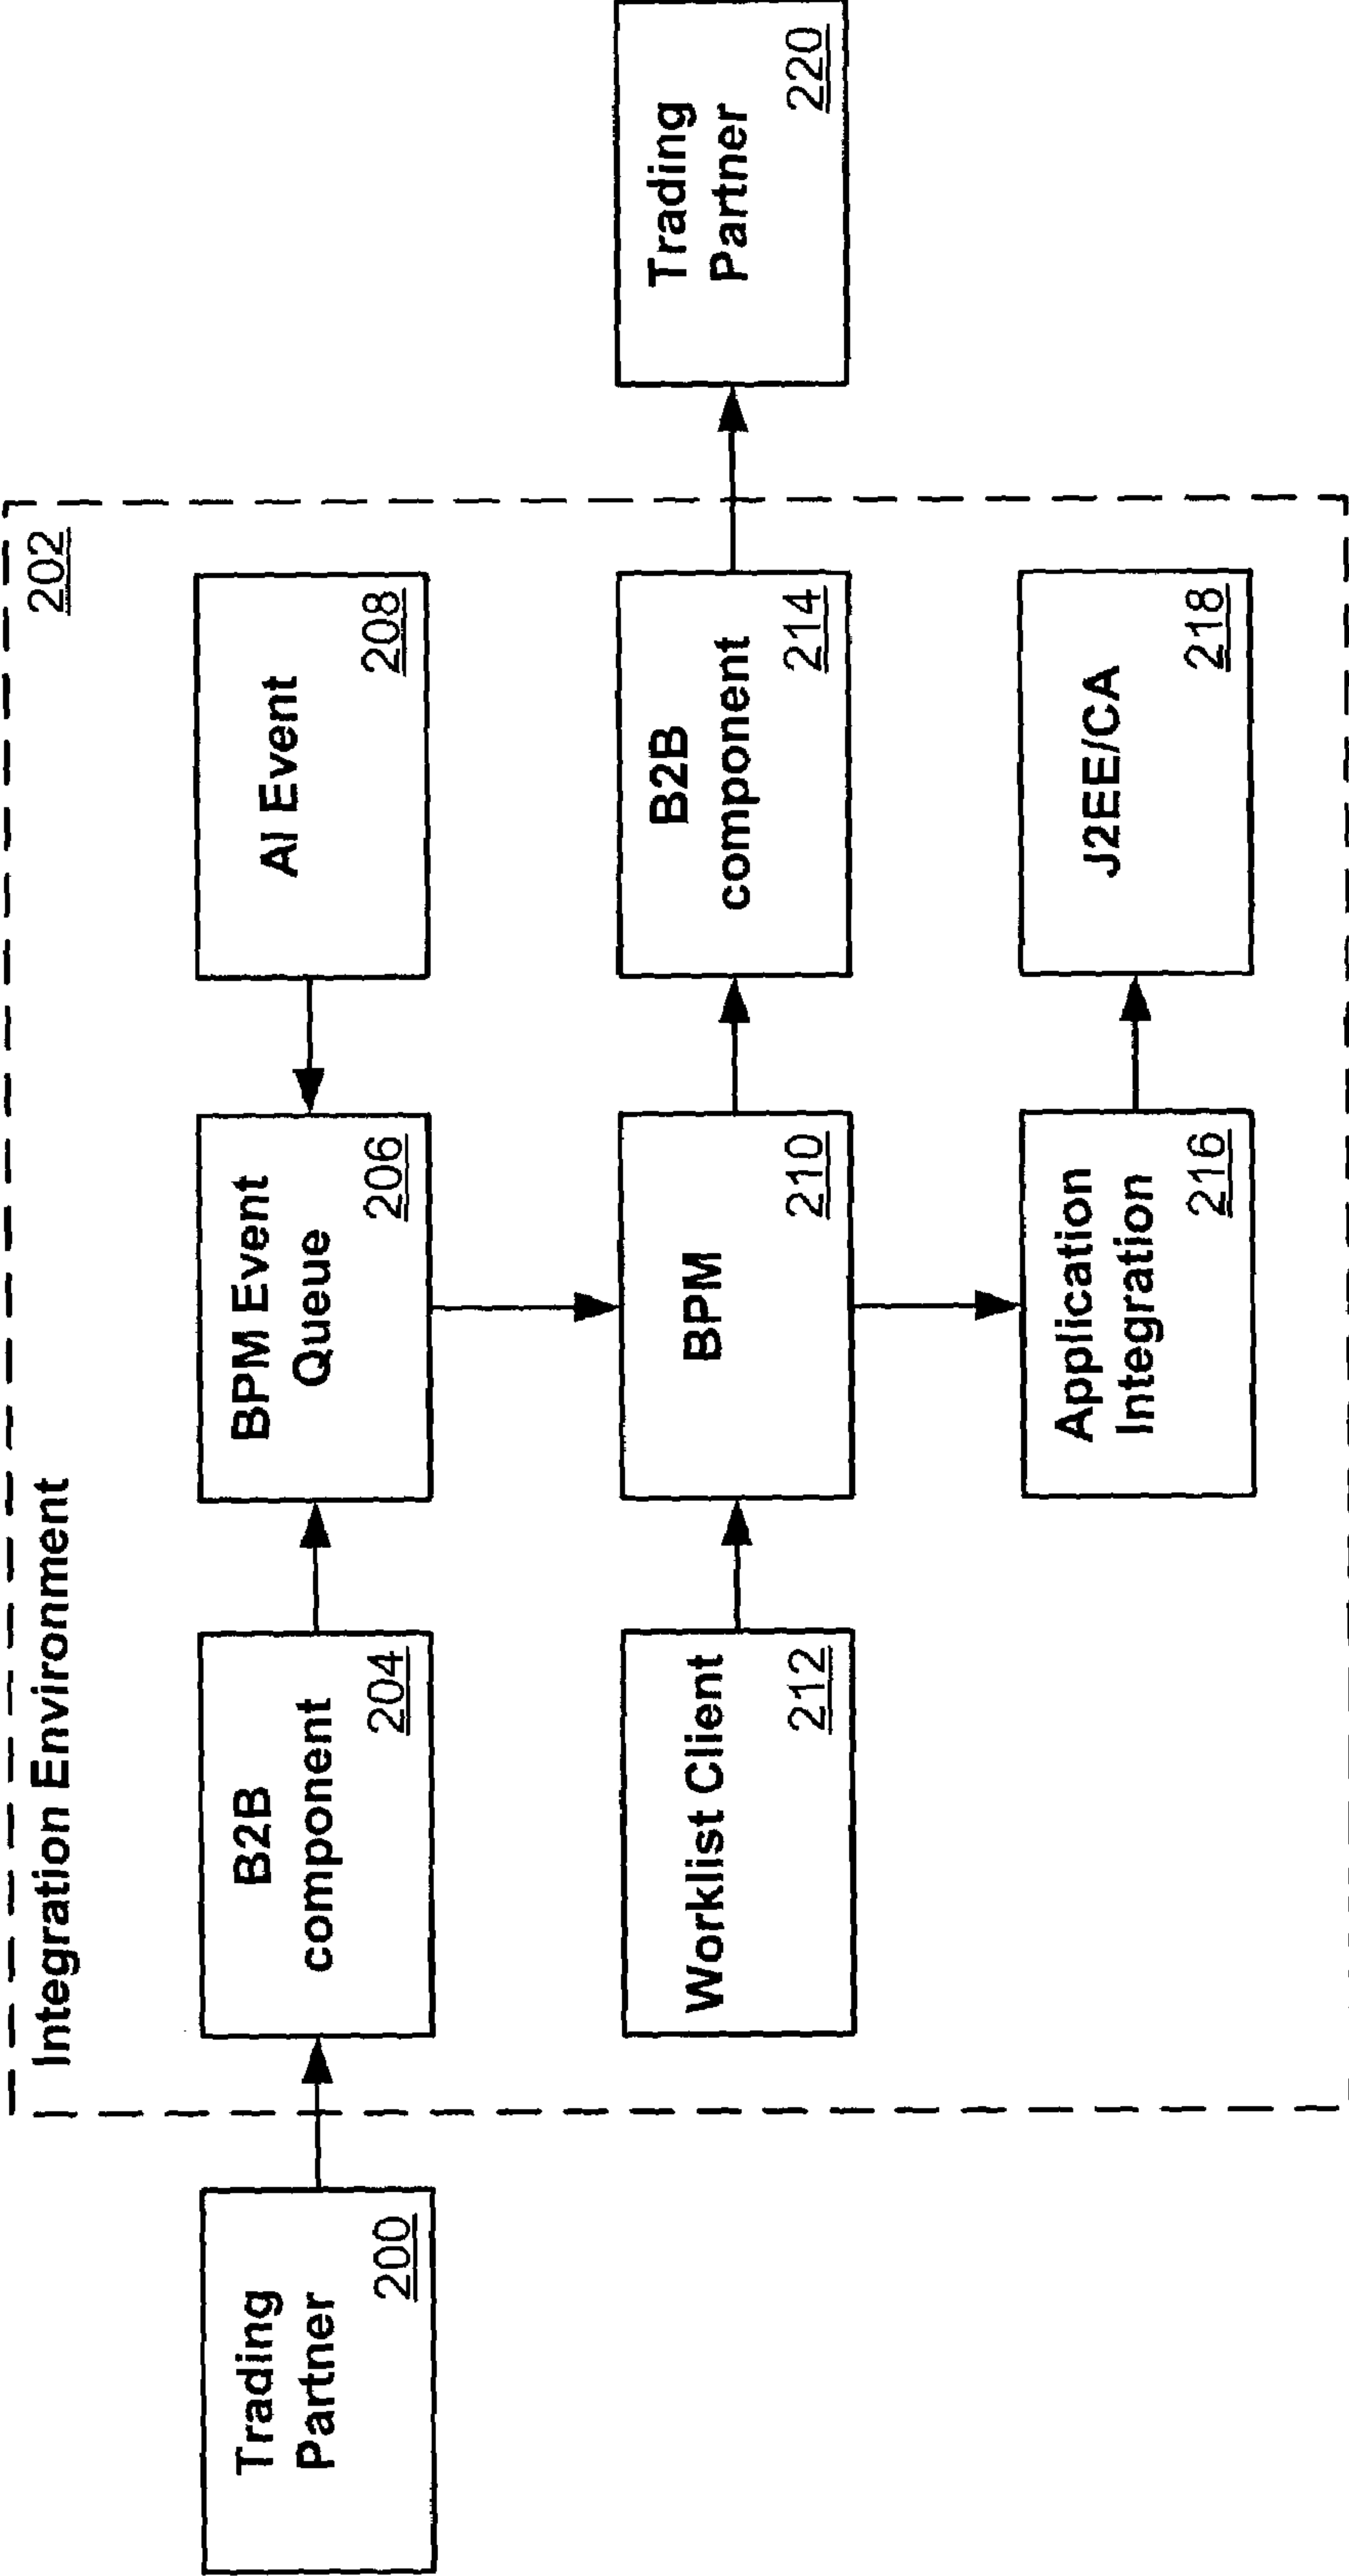 Integration Environment
202
Trading
Partner
200
B2B
component
204
BPM Event
Queue
206
AI Event
208
Worklist Client
212
BPM
210
B2B
component
214
Trading
Partner
220
Application
Integration
216
J2EE/CA
218